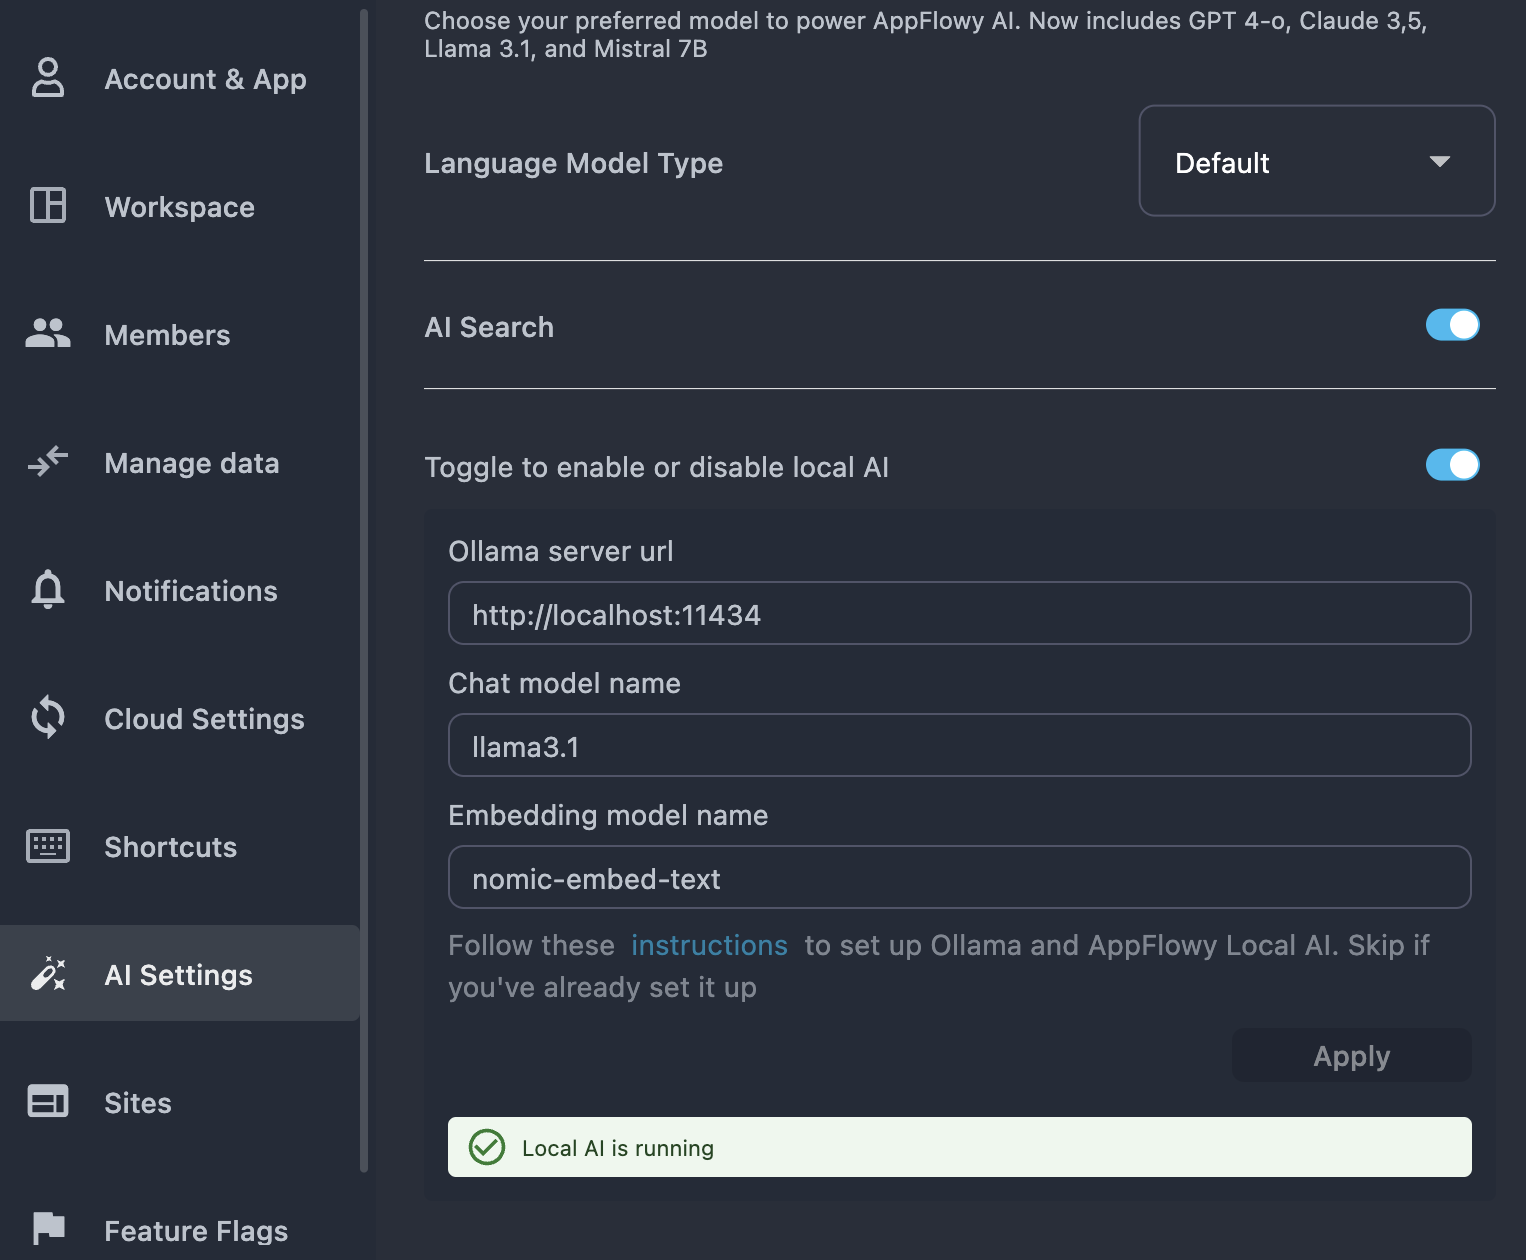 Account & App
Workspace
Members
Manage data
Notifications
Cloud Settings
Shortcuts
AI Settings
Sites
Feature Flags
Choose your preferred model to power AppFlowy AI. Now includes GPT 4-o, Claude 3,5,
Llama 3.1, and Mistral 7B
Language Model Type
Default
AI Search
Toggle to enable or disable local AI
Ollama server url
http://localhost:11434
Chat model name
llama3.1
Embedding model name
nomic-embed-text
Follow these instructions to set up Ollama and AppFlowy Local AI. Skip if
you've already set it up
Apply
Local AI is running